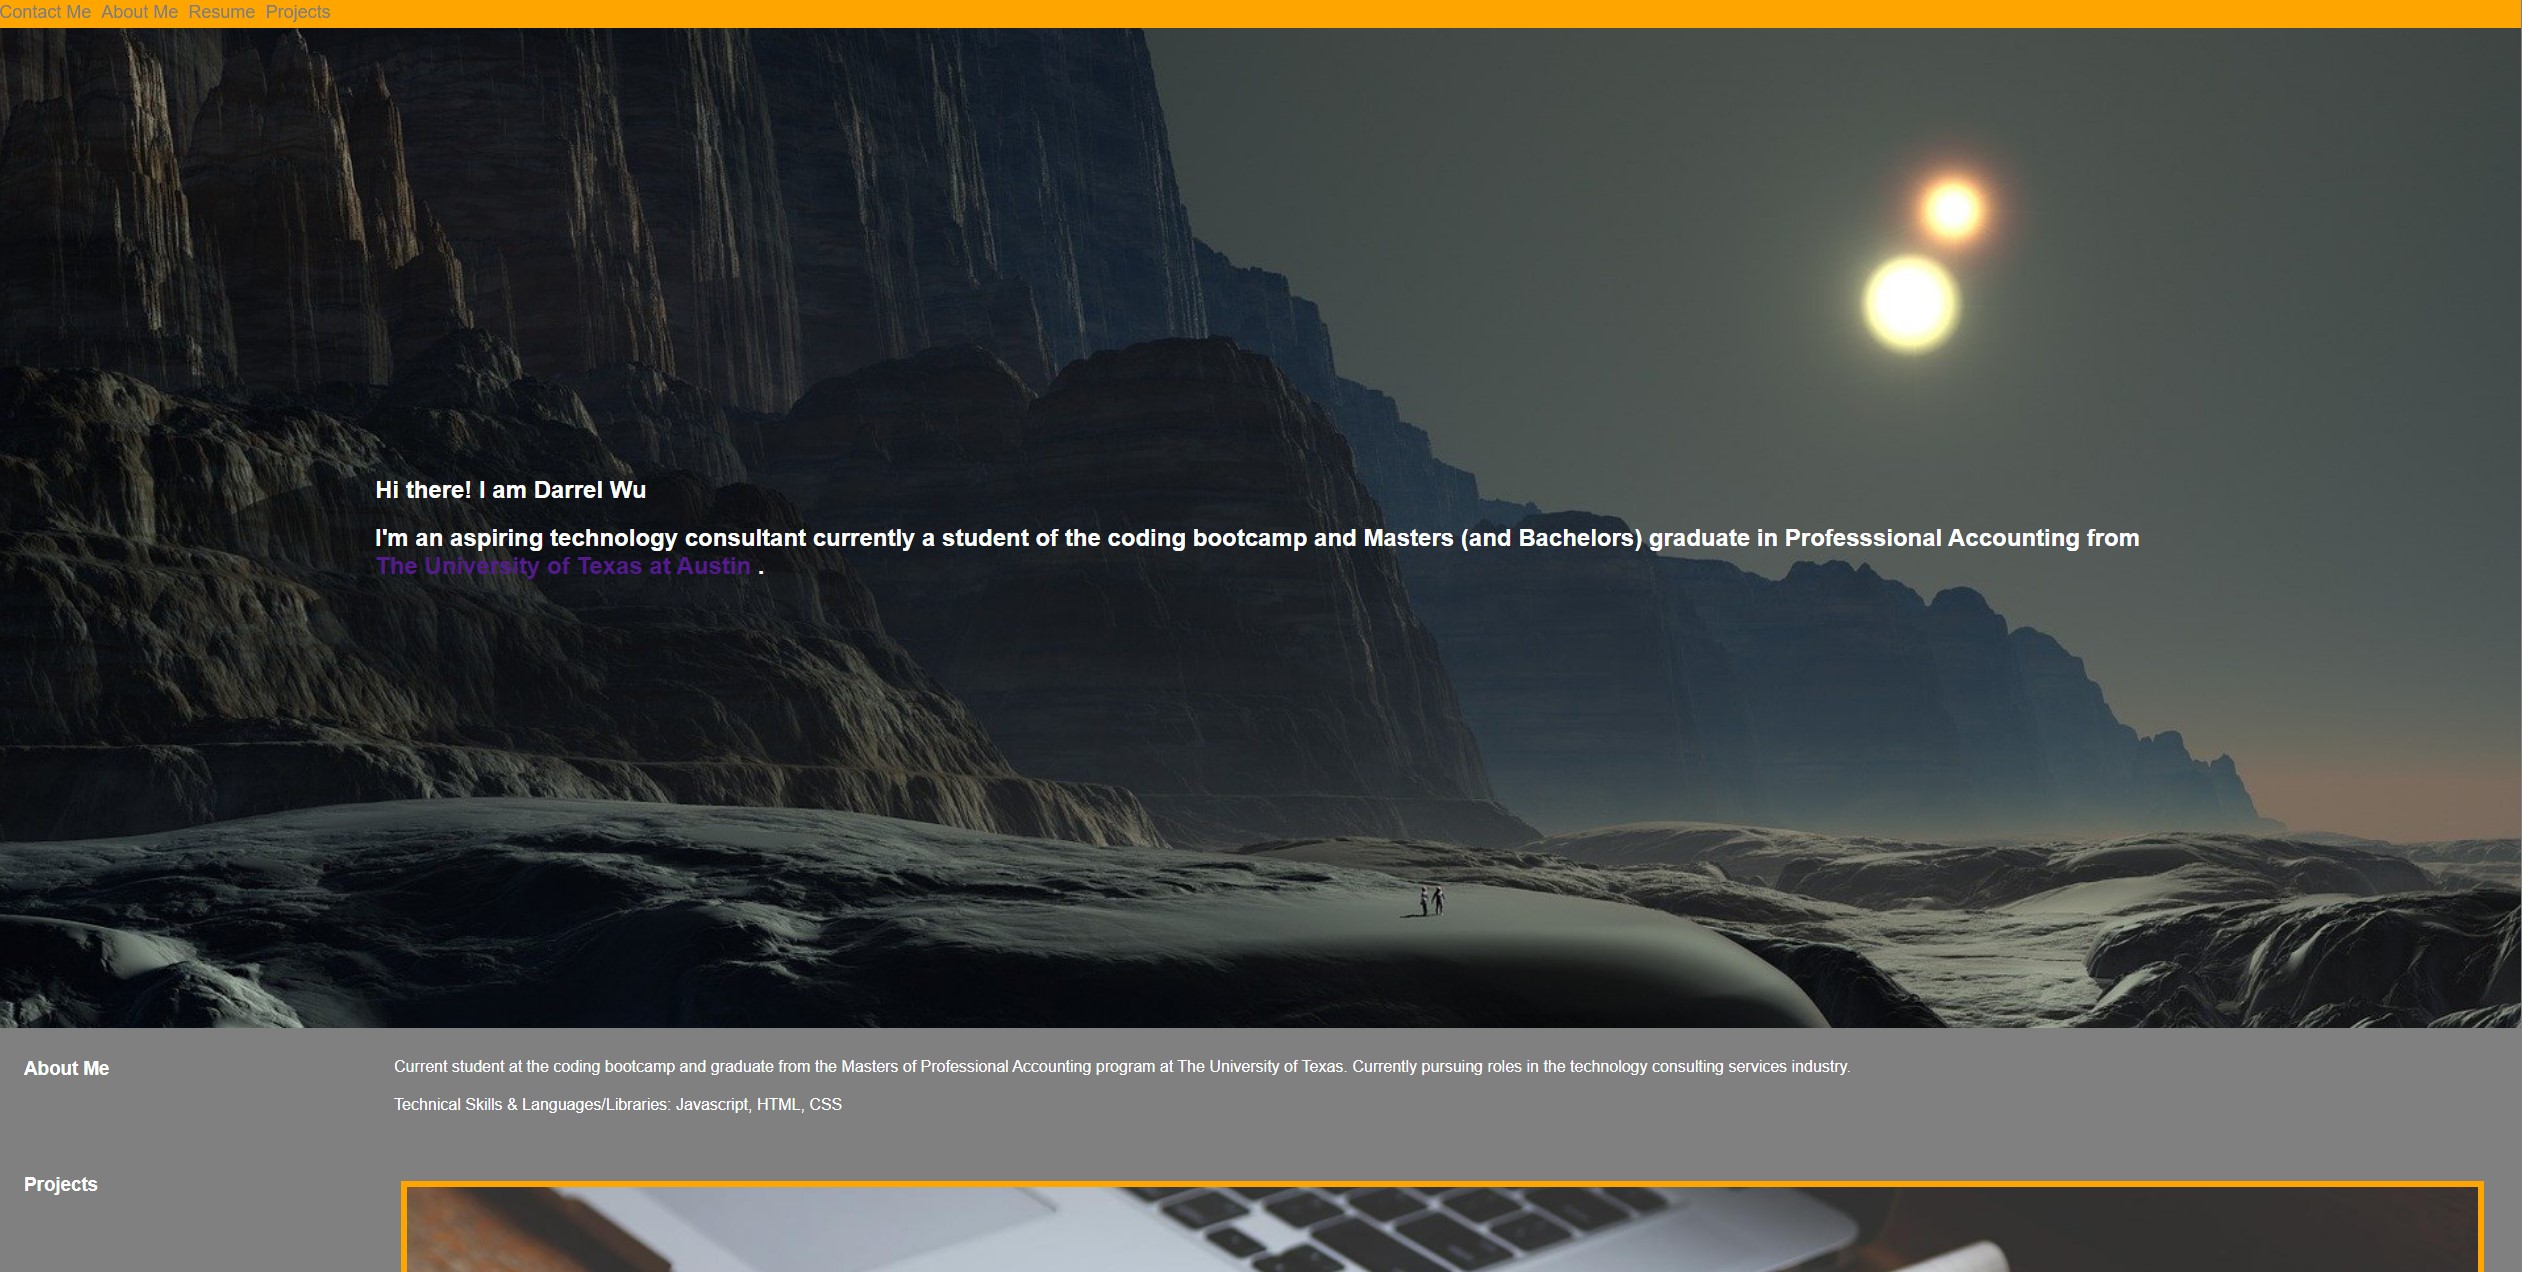 Contact Me About Me Resume Projects
Hi there! I am Darrel Wu
I'm an aspiring technology consultant currently a student of the coding bootcamp and Masters (and Bachelors) graduate in Professsional Accounting from
The University of Texas at Austin .
About Me
Current student at the coding bootcamp and graduate from the Masters of Professional Accounting program at The University of Texas. Currently pursuing roles in the technology consulting services industry.
Technical Skills & Languages/Libraries: Javascript, HTML, CSS
Projects